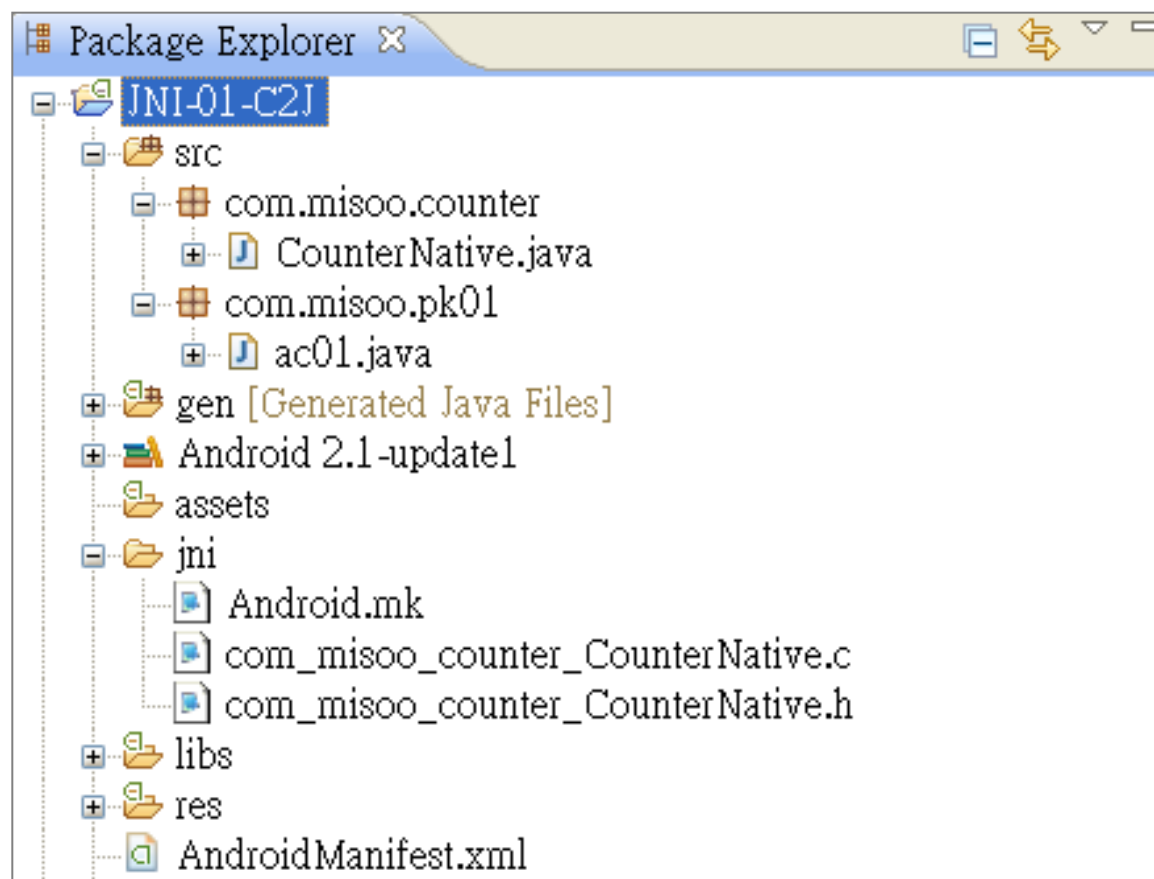 Package Explorer
JNI-01-C2J
src
com.misoo.counter
CounterNative.java
com.misoo.pk01
ac01.java
gen [Generated Java Files]
Android 2.1-update1
assets
jni
Android.mk
com_misoo_counter_CounterNative.c
com_misoo_counter_CounterNative.h
libs
res
AndroidManifest.xml